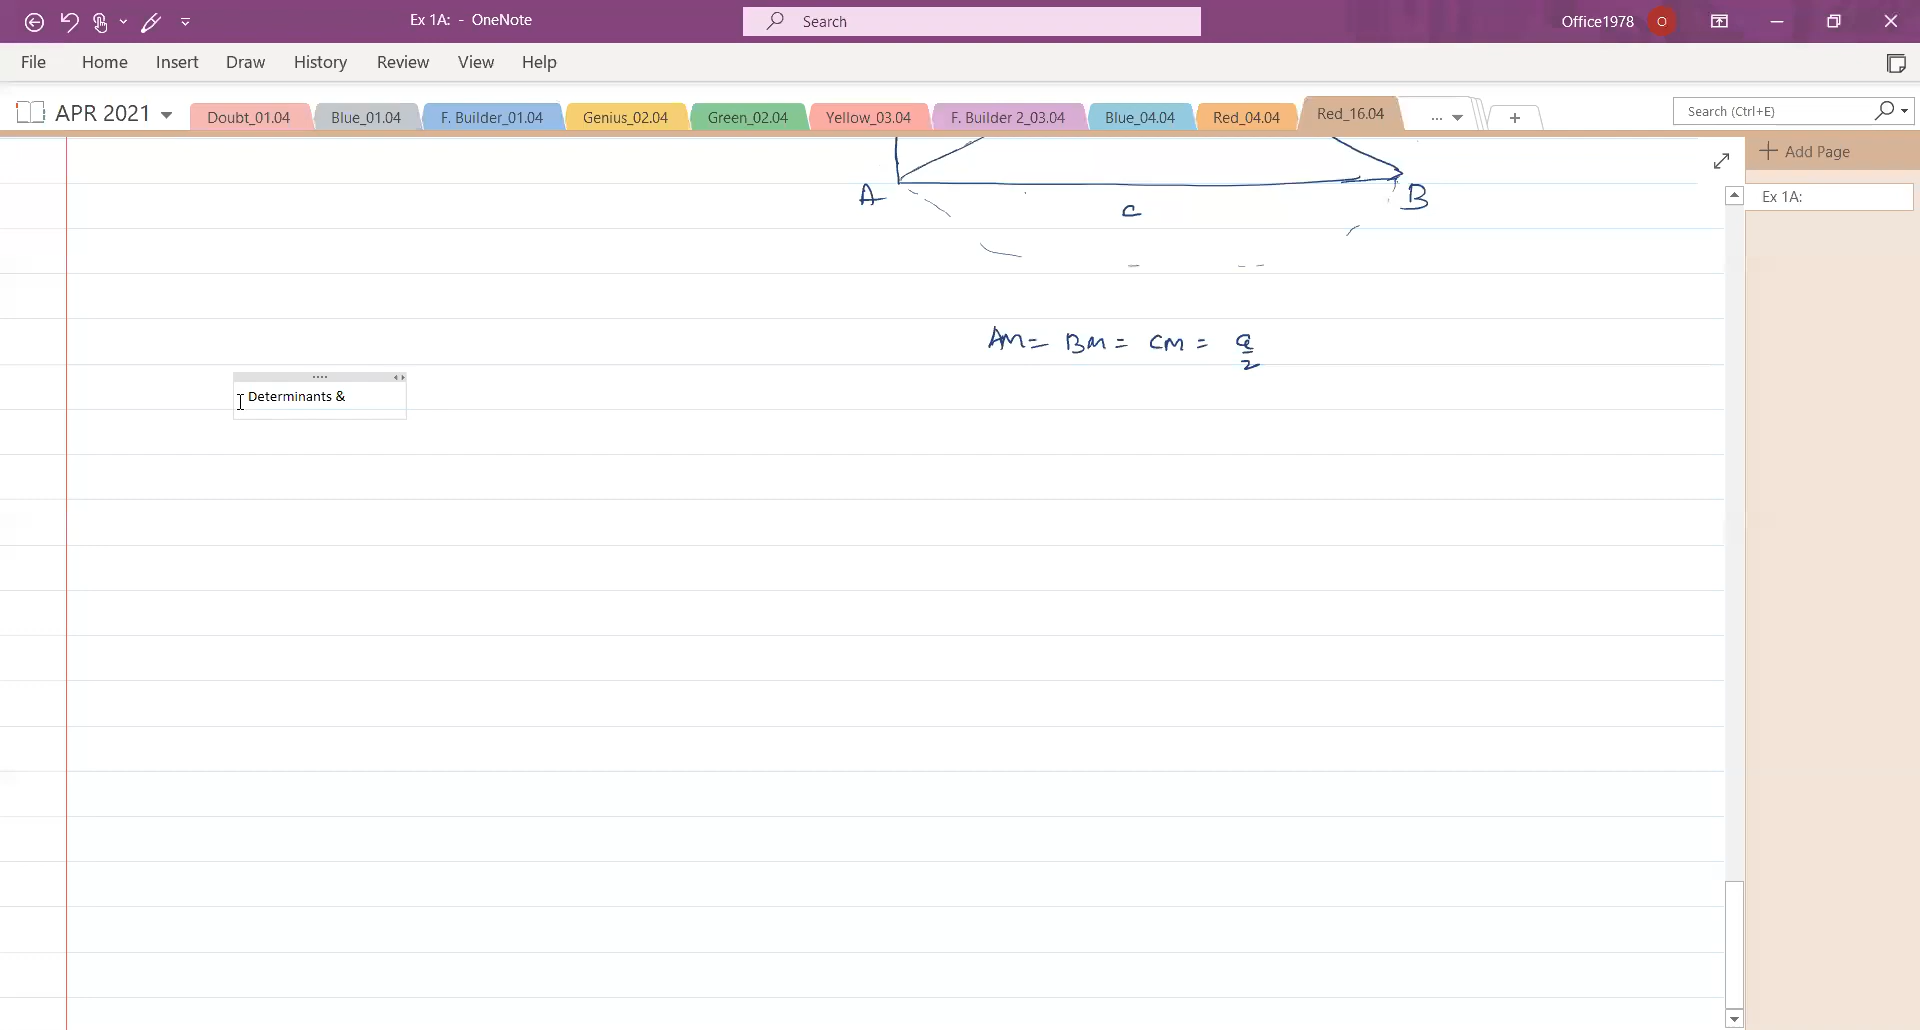 Ex 1A: - OneNote
Search
Office1978
O
File Home Insert Draw History Review View Help
APR 2021
Doubt_01.04 Blue_01.04 F. Builder_01.04 Genius_02.04 Green_02.04 Yellow_03.04 F. Builder 2_03.04 Blue_04.04 Red_04.04 Red_16.04 ...
Search (Ctrl+E)
Add Page
Ex 1A:
A
B
c
AM = BM = CM = a/2
Determinants &